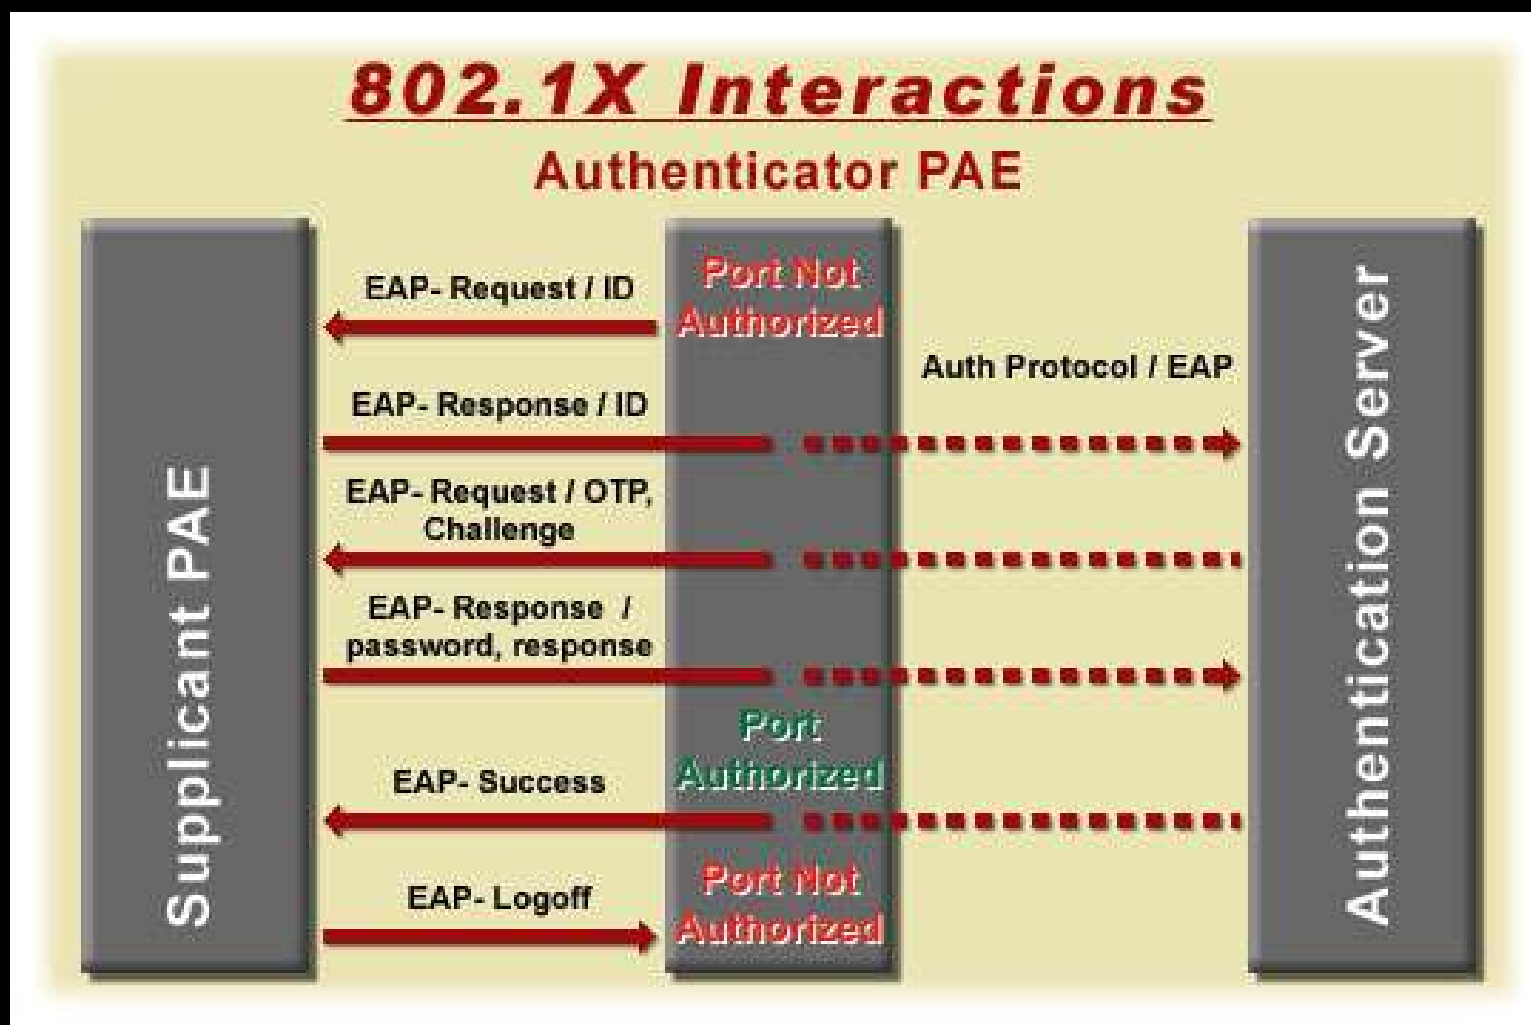 802.1X Interactions
Authenticator PAE
Supplicant PAE
EAP- Request / ID
Port Not
Authorized
Auth Protocol / EAP
EAP- Response / ID
EAP- Request / OTP,
Challenge
EAP- Response /
password, response
Port
Authorized
EAP- Success
Port Not
Authorized
EAP- Logoff
Authentication Server